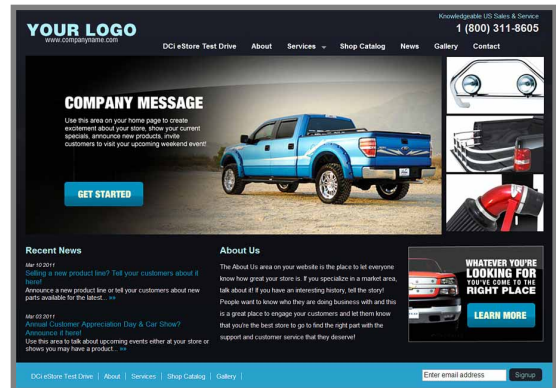 Knowledgeable US Sales & Service
YOUR LOGO
www.companyname.com
1 (800) 311-8605
DCi eStore Test Drive About Services Shop Catalog News Gallery Contact
COMPANY MESSAGE
Use this area on your home page to create
excitement about your store, show your current
specials, announce new products, invite
customers to visit your upcoming weekend event!
GET STARTED
Recent News
Mar 10 2011
Selling a new product line? Tell your customers about it
here!
Announce a new product line or tell your customers about new
parts available for the latest... »»
Mar 03 2011
Annual Customer Appreciation Day & Car Show?
Announce it here!
Use this area to talk about upcoming events either at your store or
shows you may have a product... »»
About Us
The About Us area on your website is the place to let everyone
know how great your store is. If you specialize in a market area,
talk about it! If you have an interesting history, tell the story!
People want to know who they are doing business with and this
is a great place to engage your customers and let them know
that you're the best store to go to find the right part with the
support and customer service that they deserve!
WHATEVER YOU'RE
LOOKING FOR
YOU'VE COME TO THE
RIGHT PLACE
LEARN MORE
DCi eStore Test Drive | About | Services | Shop Catalog | Gallery |
Enter email address
Signup